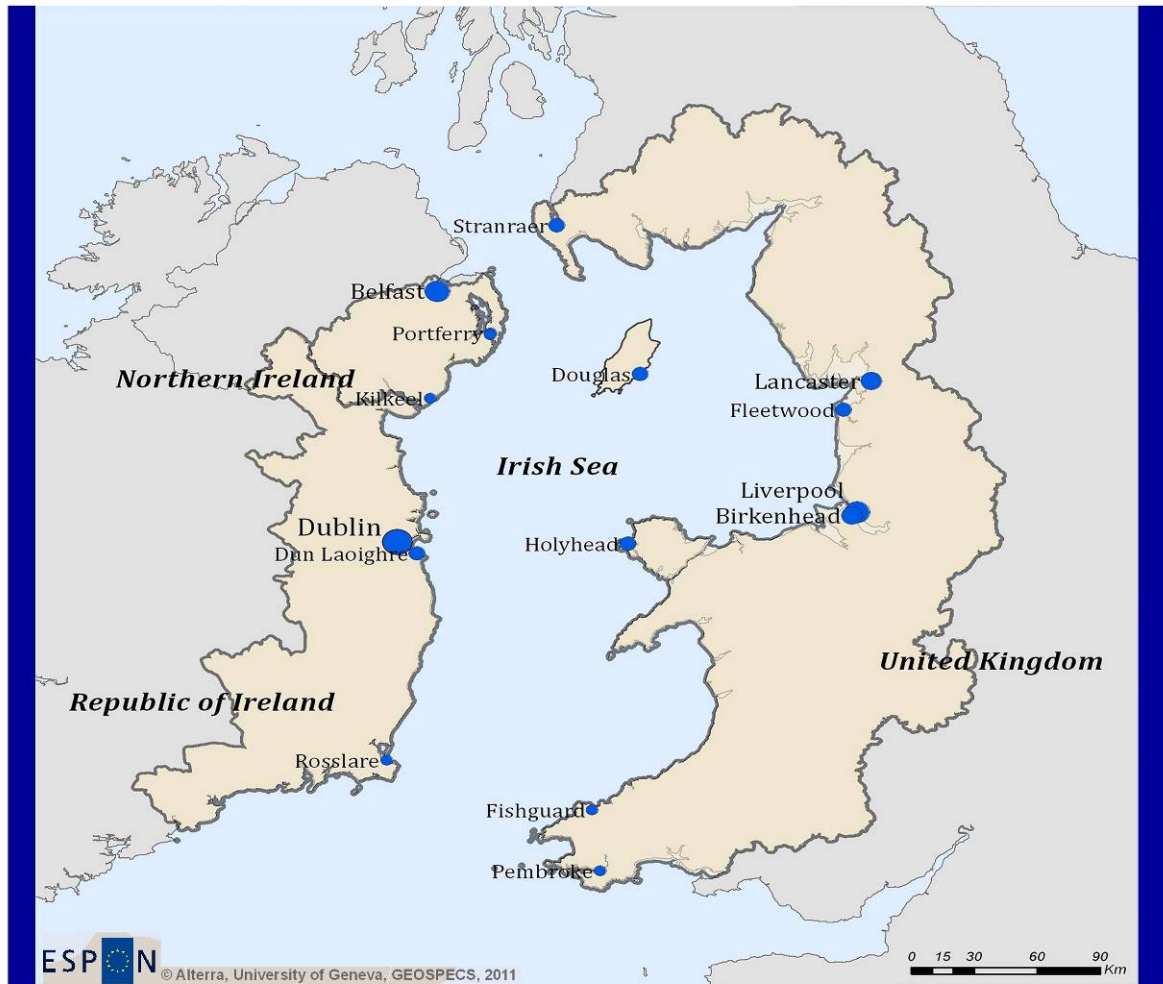 Stranraer
Belfast
Portferry
Northern Ireland
Kilkeel
Douglas
Lancaster
Fleetwood
Irish Sea
Liverpool
Birkenhead
Dublin
Dun Laoighre
Holyhead
United Kingdom
Republic of Ireland
Rosslare
Fishguard
Pembroke
ESPON
© Alterra, University of Geneva, GEOSPECS, 2011
0 15 30 60 90
Km